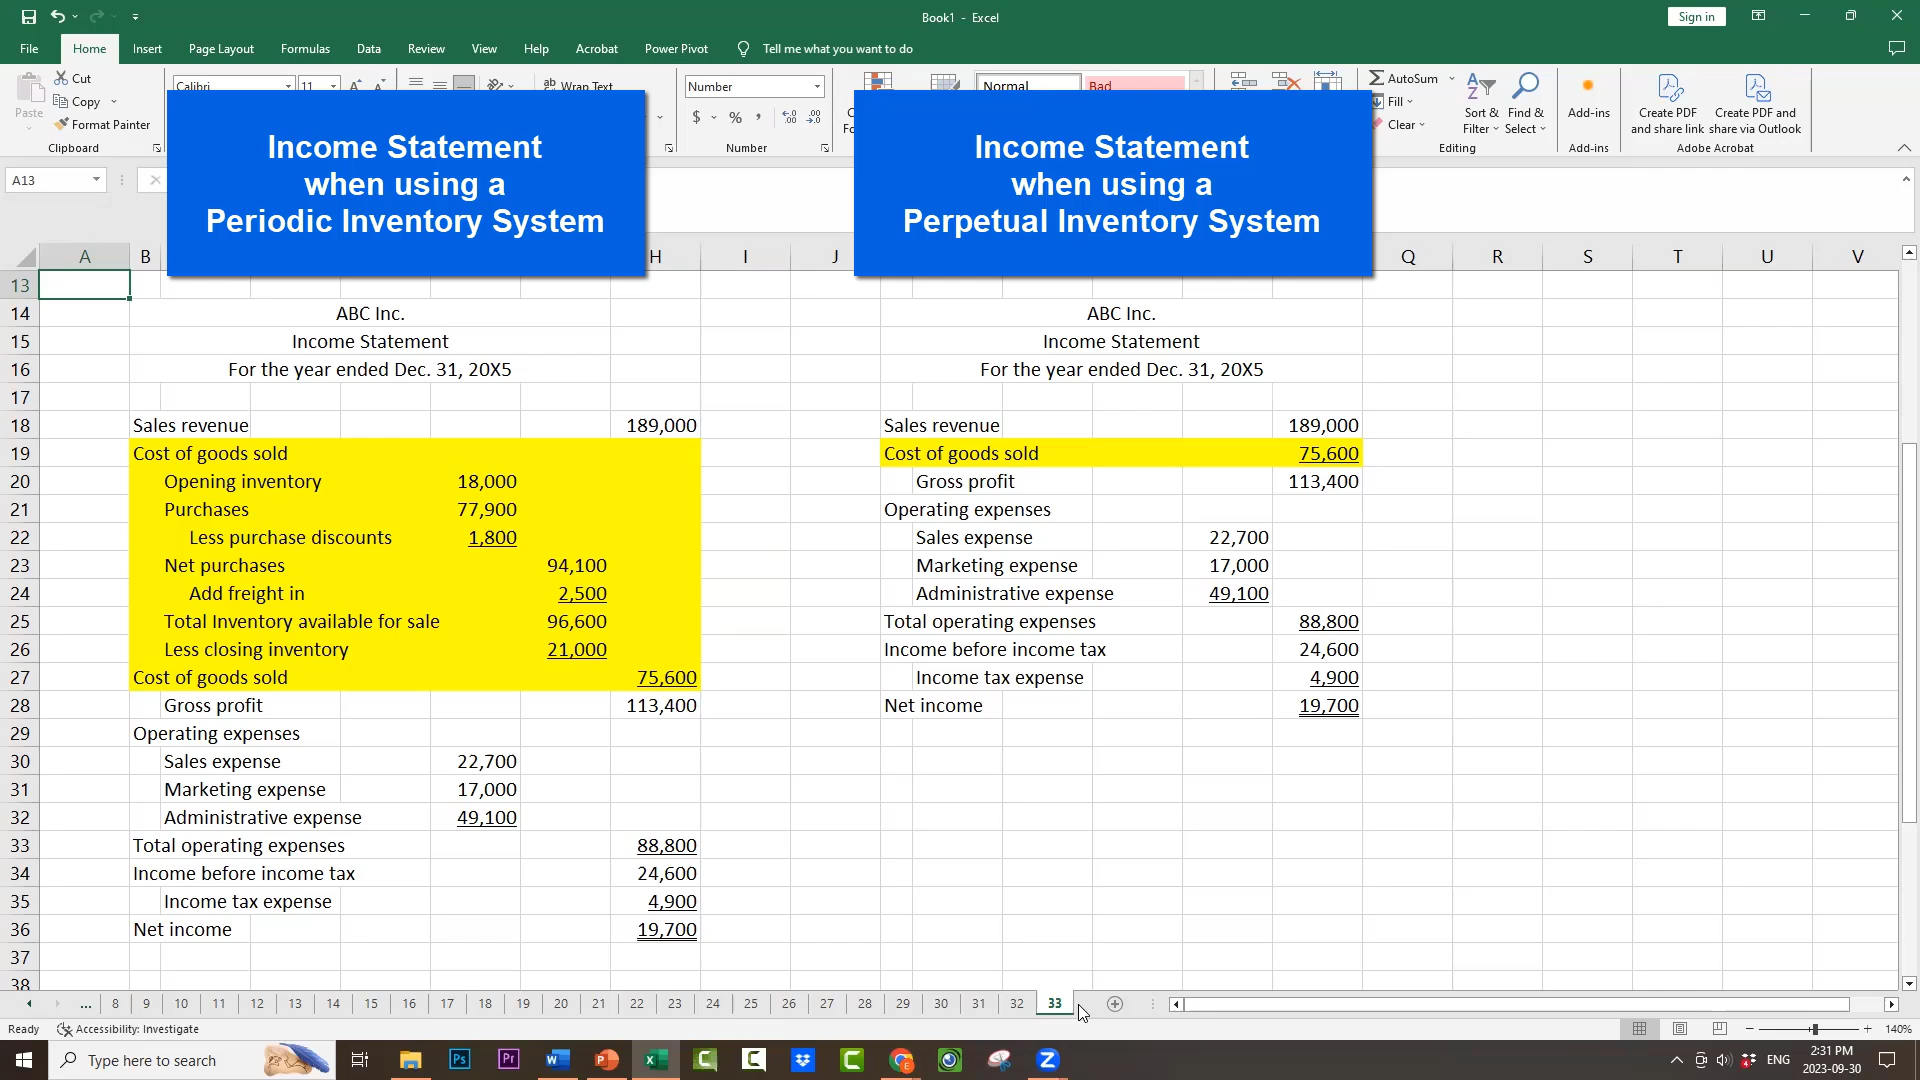 Book1 - Excel
Sign in
File Home Insert Page Layout Formulas Data Review View Help Acrobat Power Pivot Tell me what you want to do
Paste
Cut
Copy
Format Painter
Clipboard
Calibri 11
Wrap Text
Number
$ % ,
Number
Normal Bad
AutoSum
Fill
Clear
Sort & Filter
Find & Select
Editing
Add-ins
Add-ins
Create PDF and share link
Create PDF and share via Outlook
Adobe Acrobat
Income Statement
when using a
Periodic Inventory System
Income Statement
when using a
Perpetual Inventory System
A13
A B H I J Q R S T U V
13
14 ABC Inc. ABC Inc.
15 Income Statement Income Statement
16 For the year ended Dec. 31, 20X5 For the year ended Dec. 31, 20X5
17
18 Sales revenue 189,000 Sales revenue 189,000
19 Cost of goods sold Cost of goods sold 75,600
20 Opening inventory 18,000 Gross profit 113,400
21 Purchases 77,900 Operating expenses
22 Less purchase discounts 1,800 Sales expense 22,700
23 Net purchases 94,100 Marketing expense 17,000
24 Add freight in 2,500 Administrative expense 49,100
25 Total Inventory available for sale 96,600 Total operating expenses 88,800
26 Less closing inventory 21,000 Income before income tax 24,600
27 Cost of goods sold 75,600 Income tax expense 4,900
28 Gross profit 113,400 Net income 19,700
29 Operating expenses
30 Sales expense 22,700
31 Marketing expense 17,000
32 Administrative expense 49,100
33 Total operating expenses 88,800
34 Income before income tax 24,600
35 Income tax expense 4,900
36 Net income 19,700
37
38
... 8 9 10 11 12 13 14 15 16 17 18 19 20 21 22 23 24 25 26 27 28 29 30 31 32 33
Ready Accessibility: Investigate 140%
Type here to search
Ps Pr
ENG
2:31 PM
2023-09-30